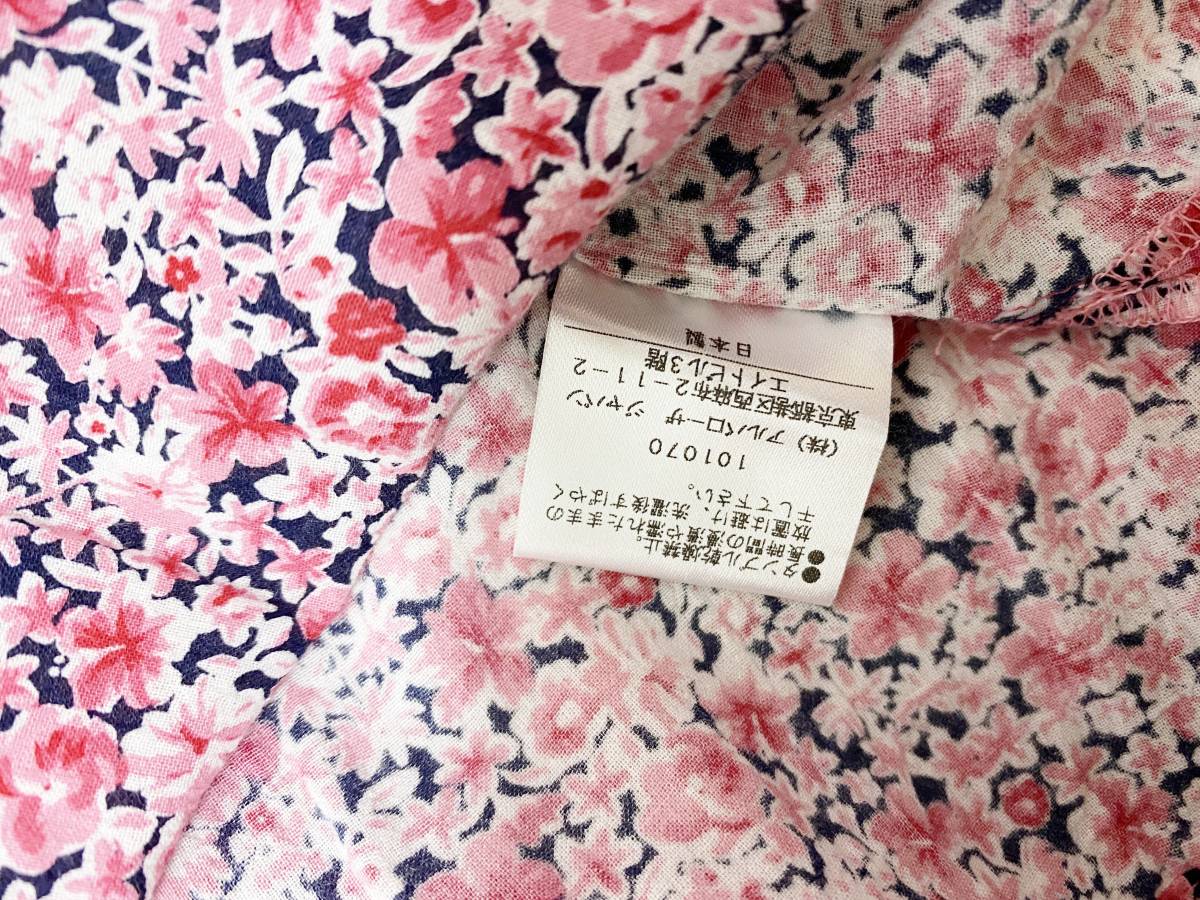 ●タンブル乾燥禁止。
●長時間の浸漬や濡れたままの
放置は避け、洗濯後すばやく
干して下さい。
101070
(株) アルバローザ ジャパン
東京都港区西麻布2-11-2
エイトビル3階
日本製